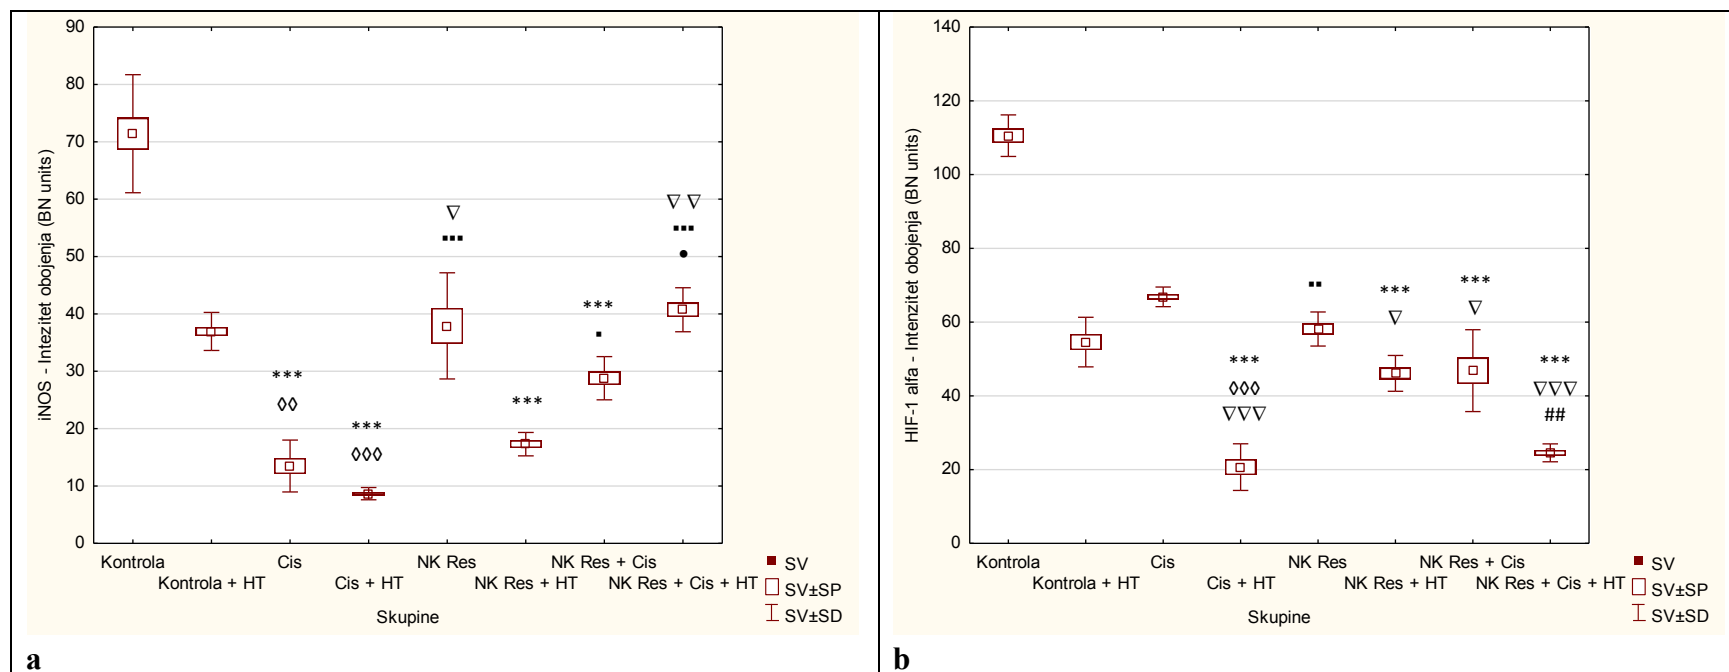 90
80
70
60
50
40
30
20
10
0
iNOS - Intezitet obojenja (BN units)
▽
▪▪▪
▽ ▽
▪▪▪
●
***
▪
***
◊◊
***
◊◊◊
***
Kontrola
Kontrola + HT
Cis
Cis + HT
NK Res
NK Res + HT
NK Res + Cis
NK Res + Cis + HT
Skupine
SV
SV±SP
SV±SD
a
140
120
100
80
60
40
20
0
HIF-1 alfa - Intenzitet obojenja (BN units)
***
◊◊◊
▽▽▽
▪▪
***
▽
***
▽
***
▽▽▽
##
Kontrola
Kontrola + HT
Cis
Cis + HT
NK Res
NK Res + HT
NK Res + Cis
NK Res + Cis + HT
Skupine
SV
SV±SP
SV±SD
b